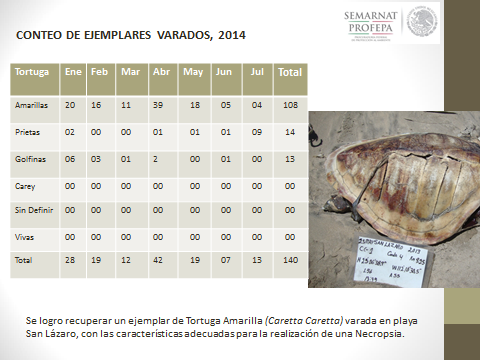 SEMARNAT
PROFEPA
CONTEO DE EJEMPLARES VARADOS, 2014
Tortuga Ene Feb Mar Abr May Jun Jul Total
Amarillas 20 16 11 39 18 05 04 108
Prietas 02 00 00 01 01 01 09 14
Golfinas 06 03 01 2 00 01 00 13
Carey 00 00 00 00 00 00 00 00
Sin Definir 00 00 00 00 00 00 00 00
Vivas 00 00 00 00 00 00 00 00
Total 28 19 12 42 19 07 13 140
SAN LAZARO
Se logro recuperar un ejemplar de Tortuga Amarilla (Caretta Caretta) varada en playa
San Lázaro, con las características adecuadas para la realización de una Necropsia.